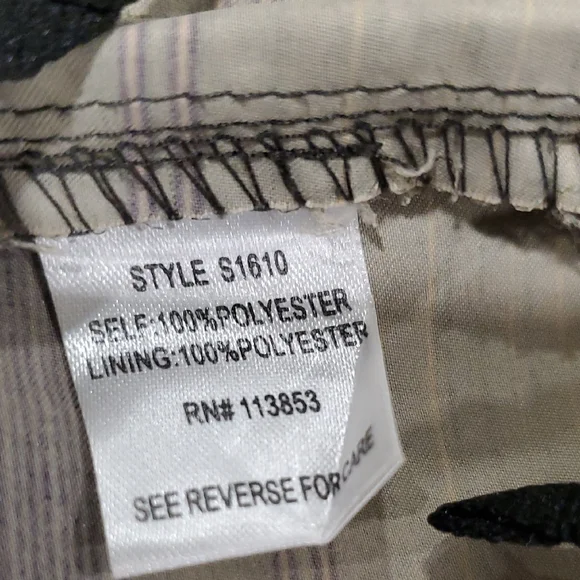 STYLE S1610
SELF:100%POLYESTER
LINING:100%POLYESTER
RN# 113853
SEE REVERSE FOR CARE